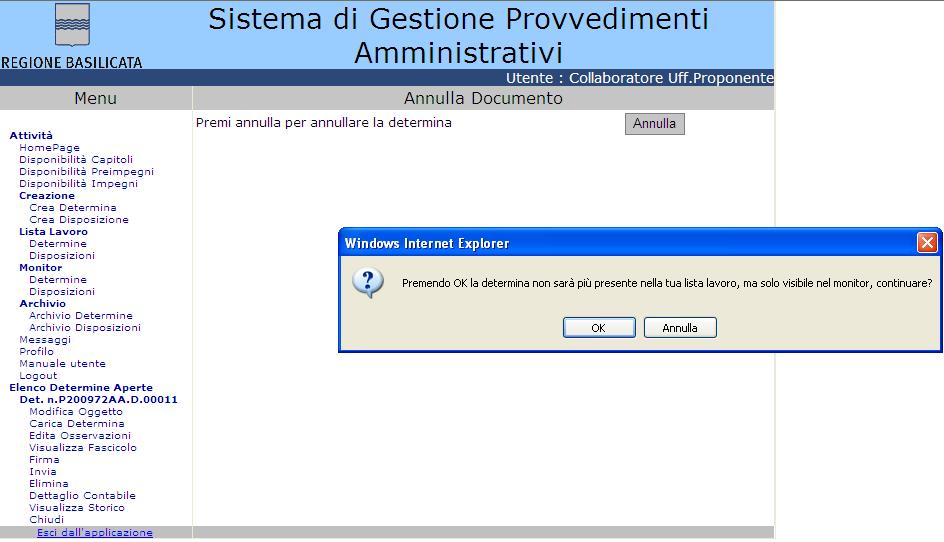 Sistema di Gestione Provvedimenti
Amministrativi
REGIONE BASILICATA
Utente : Collaboratore Uff.Proponente
Menu
Annulla Documento
Premi annulla per annullare la determina
Annulla
Attività
HomePage
Disponibilità Capitoli
Disponibilità Preimpegni
Disponibilità Impegni
Creazione
Crea Determina
Crea Disposizione
Lista Lavoro
Determine
Disposizioni
Monitor
Determine
Disposizioni
Archivio
Archivio Determine
Archivio Disposizioni
Messaggi
Profilo
Manuale utente
Logout
Elenco Determine Aperte
Det. n.P200972AA.D.00011
Modifica Oggetto
Carica Determina
Edita Osservazioni
Visualizza Fascicolo
Firma
Invia
Elimina
Dettaglio Contabile
Visualizza Storico
Chiudi
Esci dall'applicazione
Windows Internet Explorer
Premendo OK la determina non sarà più presente nella tua lista lavoro, ma solo visibile nel monitor, continuare?
OK
Annulla